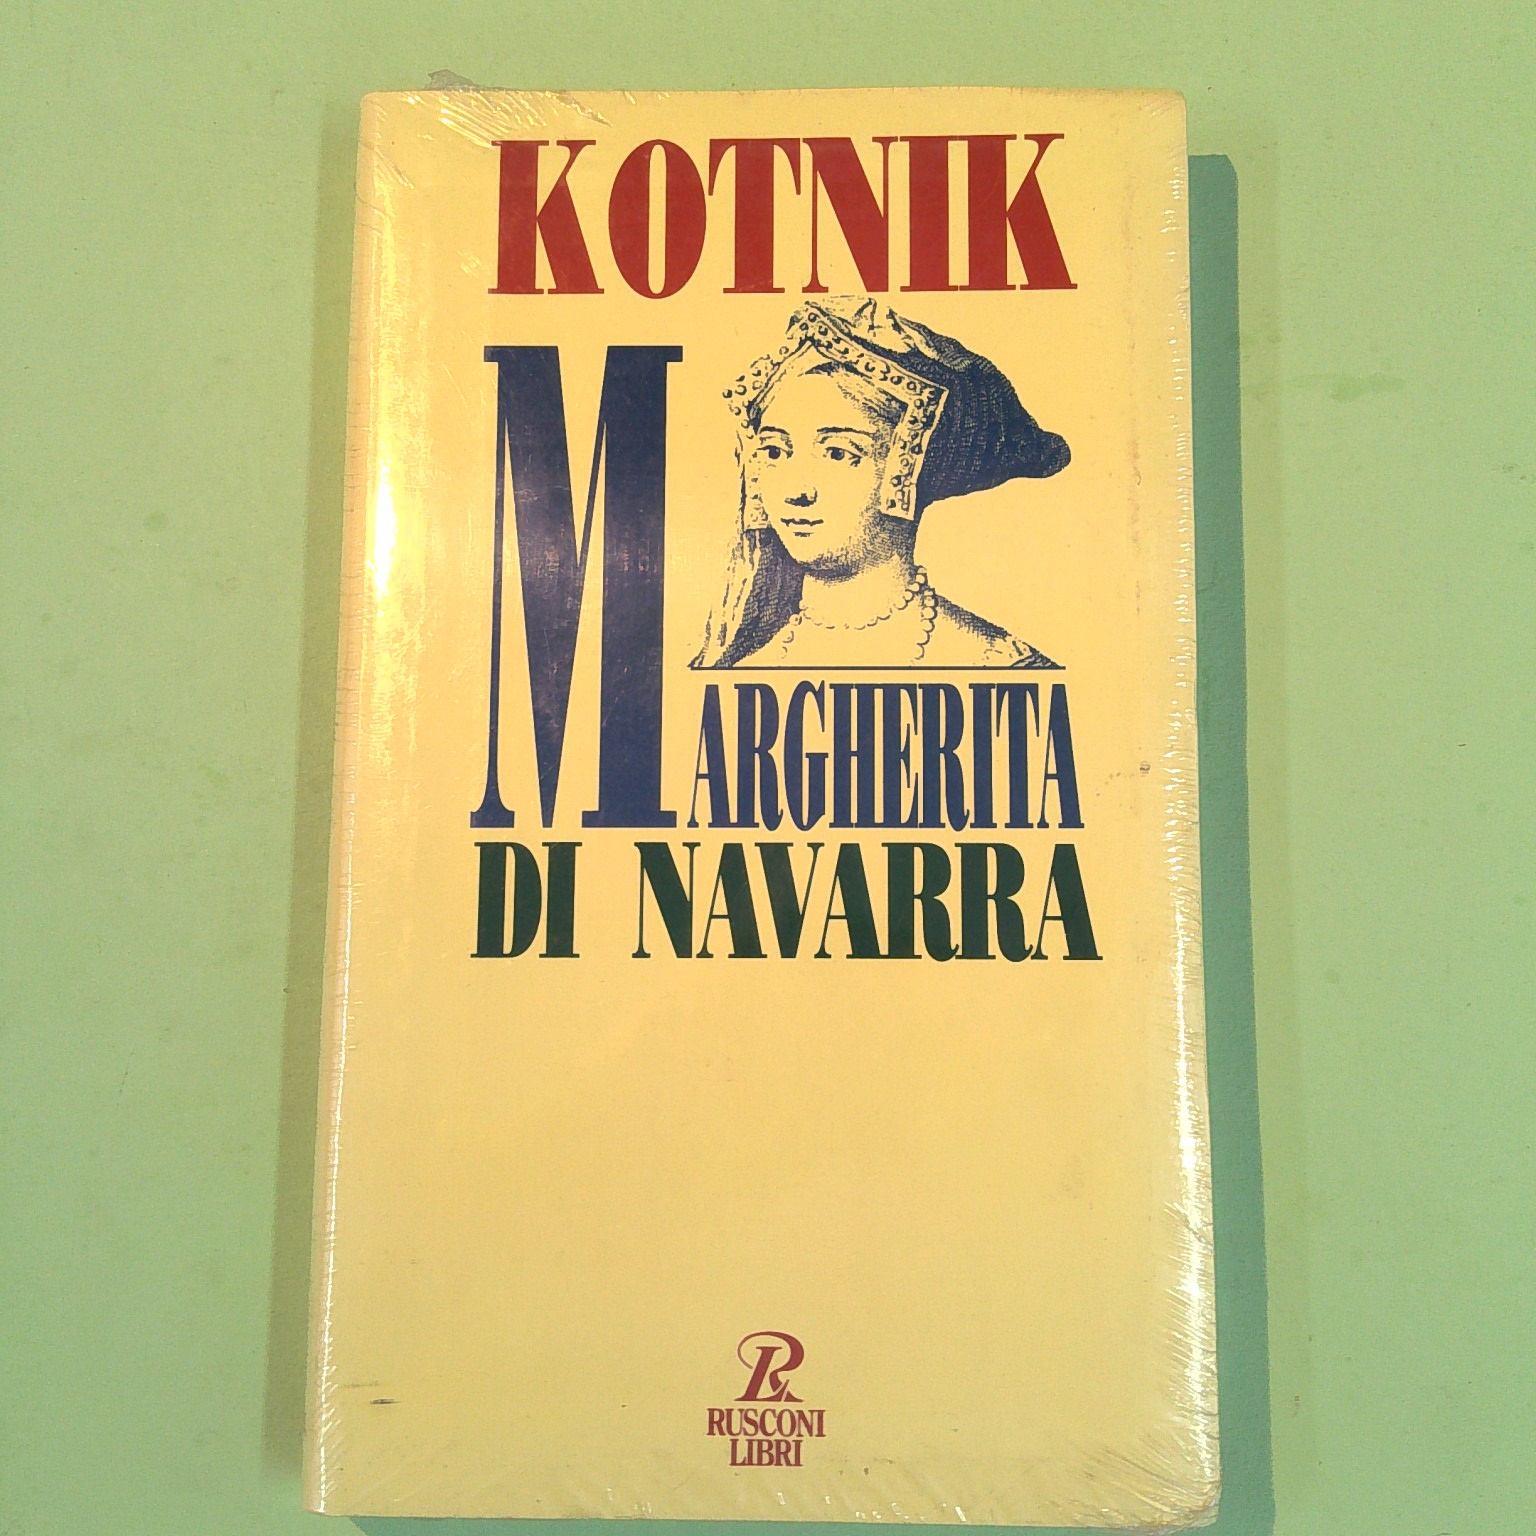 KOTNIK
MARGHERITA
DI NAVARRA
RUSCONI
LIBRI